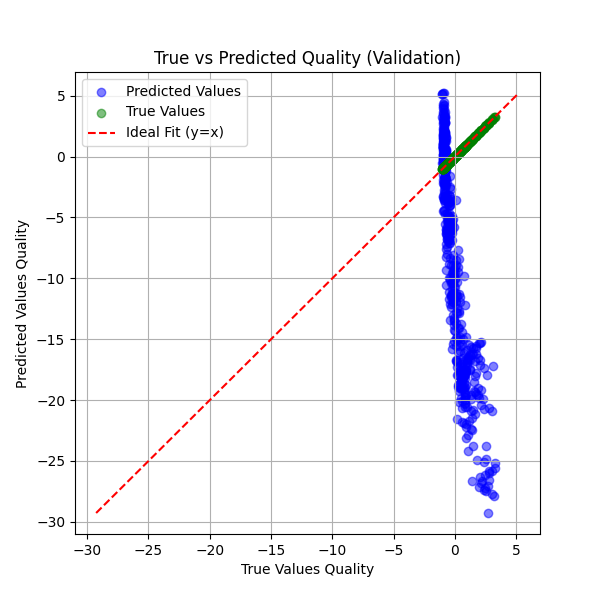 True vs Predicted Quality (Validation)
Predicted Values
True Values
Ideal Fit (y=x)
Predicted Values Quality
5
0
−5
−10
−15
−20
−25
−30
−30 −25 −20 −15 −10 −5 0 5
True Values Quality